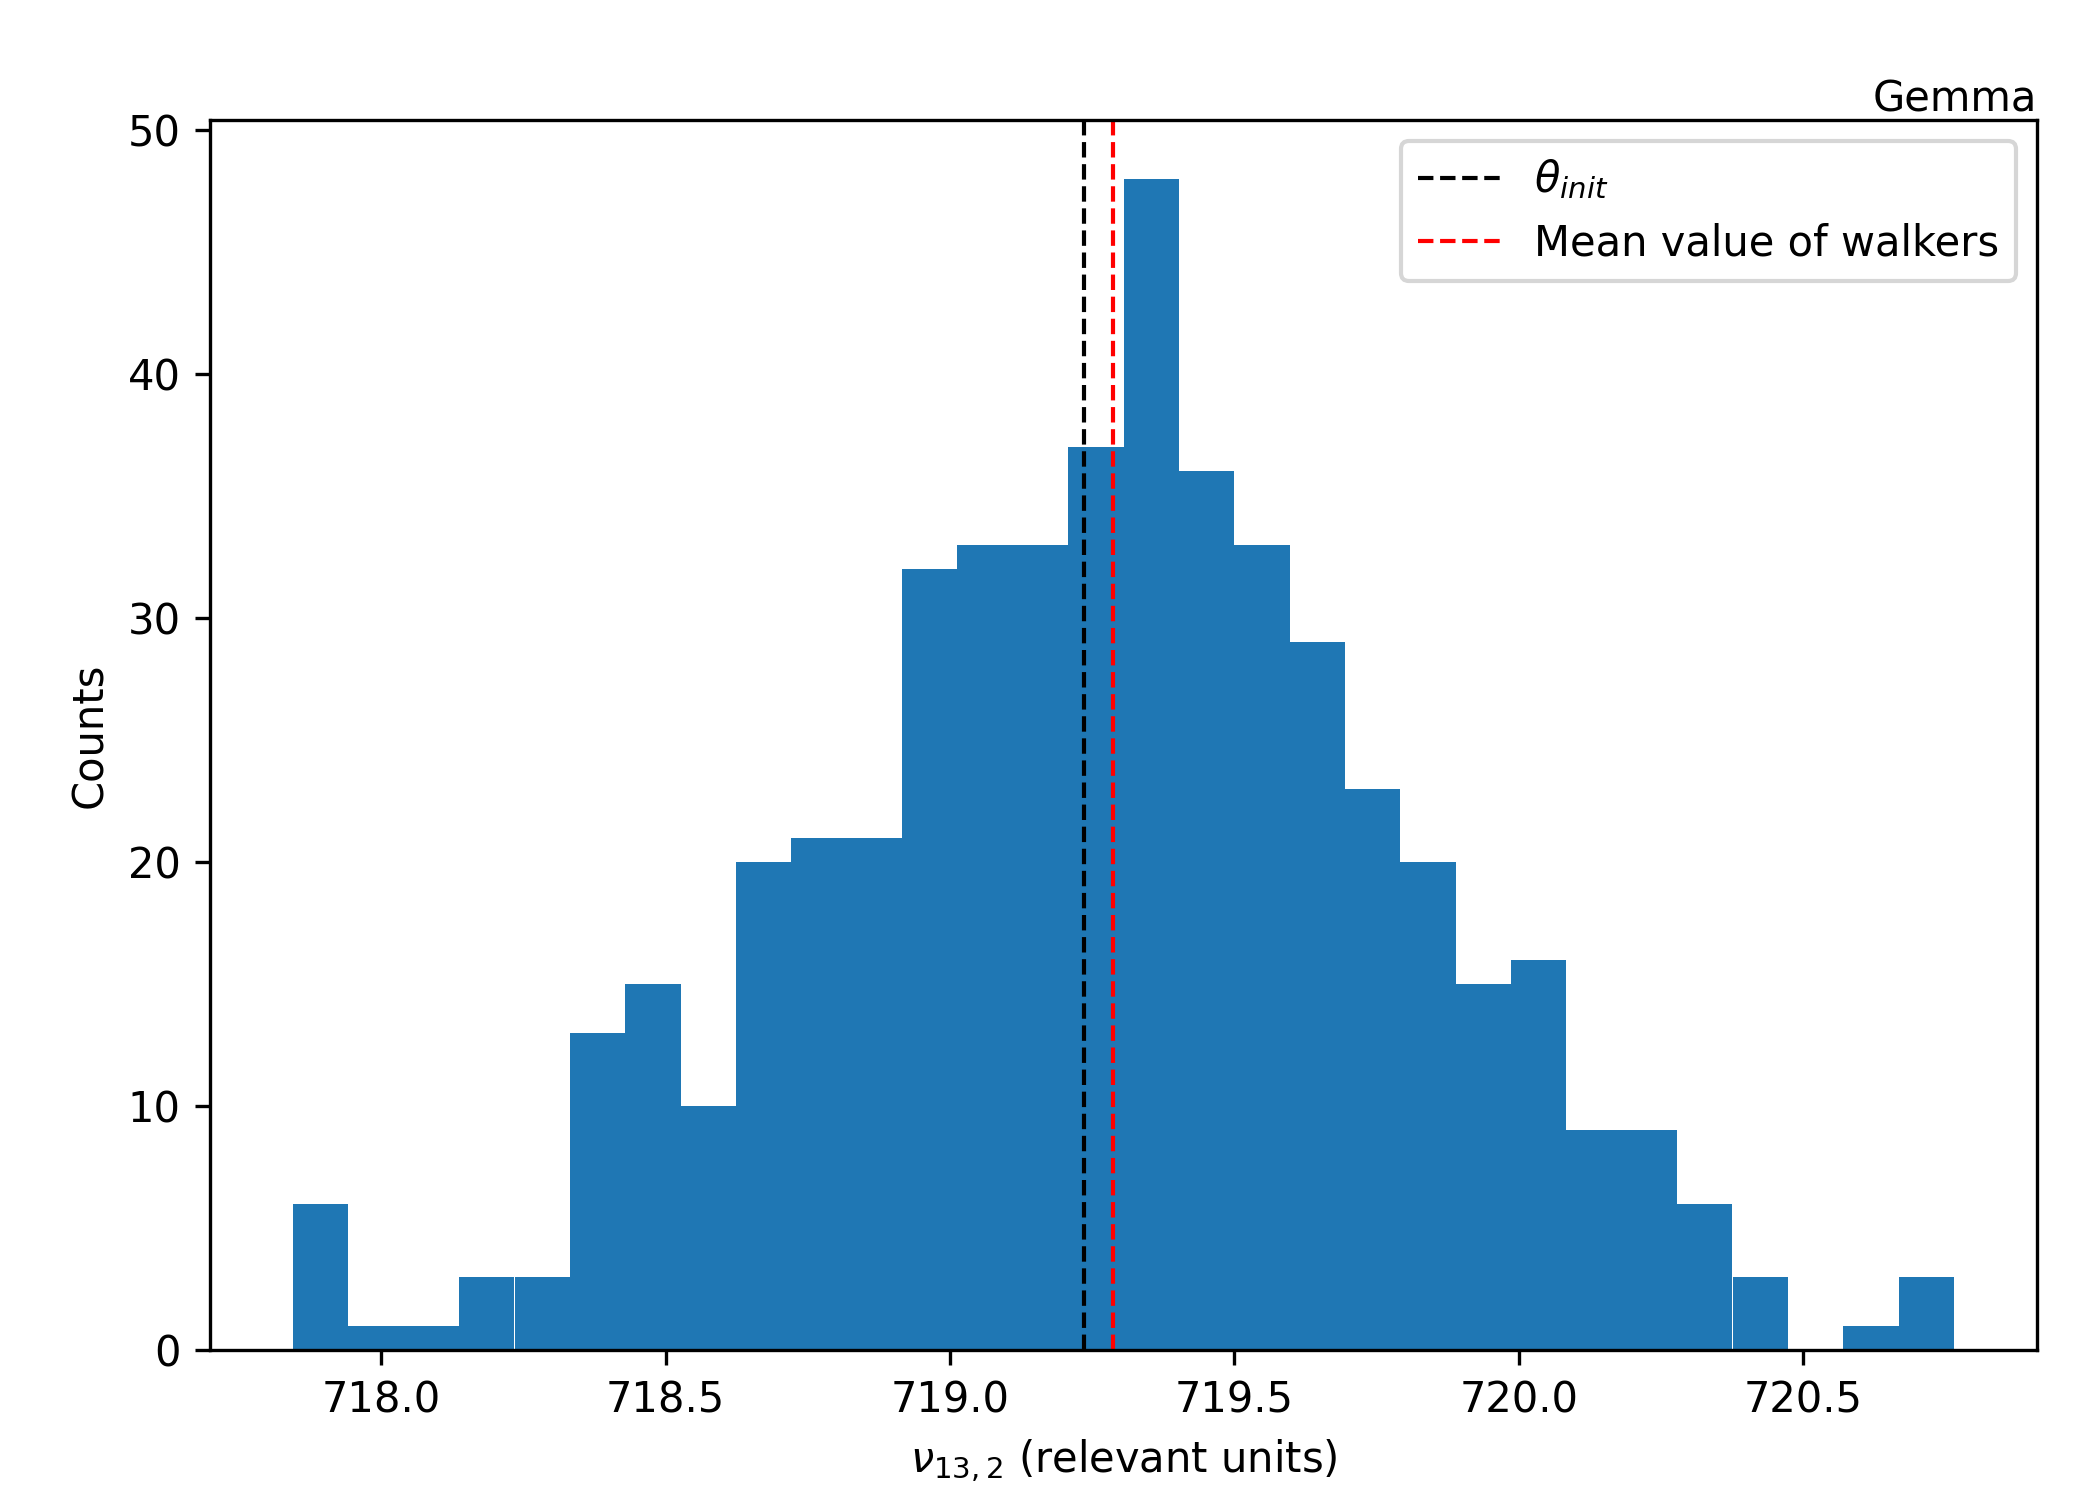 Gemma
θinit
Mean value of walkers
50
40
30
20
10
0
Counts
718.0 718.5 719.0 719.5 720.0 720.5
ν13, 2 (relevant units)